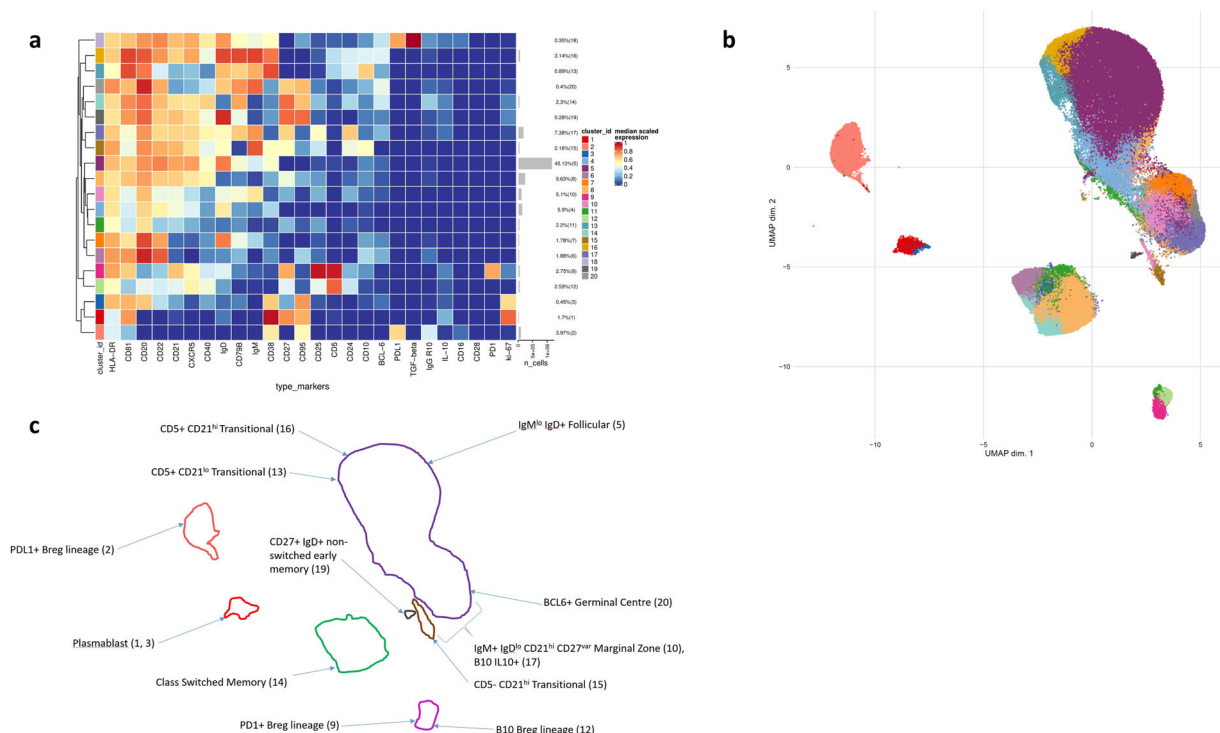 a
b
0.35%(18)
3.14%(16)
0.89%(13)
0.4%(20)
2.3%(14)
0.28%(19)
7.38%(17)
2.16%(15)
45.13%(5)
9.63%(8)
5.1%(10)
5.9%(4)
2.2%(11)
1.78%(7)
1.88%(6)
2.75%(9)
2.59%(12)
0.45%(3)
1.7%(1)
3.97%(2)
cluster_id
1
2
3
4
5
6
7
8
9
10
11
12
13
14
15
16
17
18
19
20
median scaled
expression
1
0.8
0.6
0.4
0.2
0
cluster_id
HLA-DR
CD81
CD20
CD22
CD21
CXCR5
CD40
IgD
CD79B
IgM
CD38
CD27
CD95
CD25
CD5
CD24
CD10
BCL-6
PDL1
TGF-beta
IgG R10
IL-10
CD16
CD28
PD1
ki-67
0
5e+05
1e+06
n_cells
type_markers
UMAP dim. 2
5
0
−5
−10
−10
−5
0
5
UMAP dim. 1
c
CD5+ CD21hi Transitional (16)
IgMlo IgD+ Follicular (5)
CD5+ CD21lo Transitional (13)
PDL1+ Breg lineage (2)
CD27+ IgD+ non-
switched early
memory (19)
BCL6+ Germinal Centre (20)
Plasmablast (1, 3)
IgM+ IgDlo CD21hi CD27var Marginal Zone (10),
B10 IL10+ (17)
Class Switched Memory (14)
CD5- CD21hi Transitional (15)
PD1+ Breg lineage (9)
B10 Breg lineage (12)